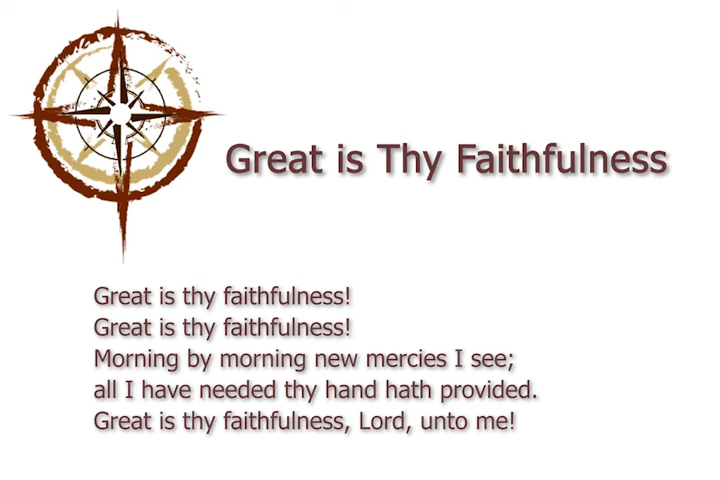 Great is Thy Faithfulness
Great is thy faithfulness!
Great is thy faithfulness!
Morning by morning new mercies I see;
all I have needed thy hand hath provided.
Great is thy faithfulness, Lord, unto me!